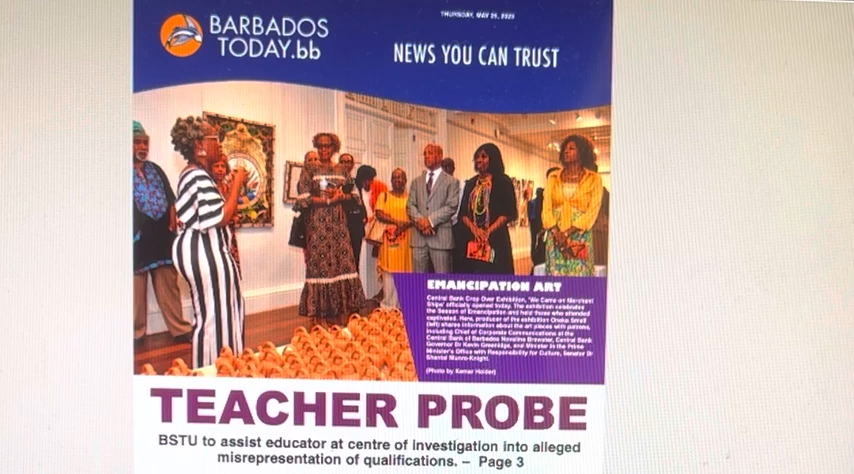 BARBADOS
TODAY.bb
THURSDAY, MAY 25, 2023
NEWS YOU CAN TRUST
EMANCIPATION ART
Central Bank Crop Over Exhibition, 'We Came on Merchant
Ships' officially opened today. The exhibition celebrates
the Season of Emancipation and held those who attended
captivated. Here, producer of the exhibition Oneka Small
(left) shares information about the art pieces with patrons,
including Chief of Corporate Communications at the
Central Bank of Barbados Novaline Brewster, Central Bank
Governor Dr Kevin Greenidge, and Minister in the Prime
Minister's Office with Responsibility for Culture, Senator Dr
Shantal Munro-Knight.
(Photo by Kemar Holder)
TEACHER PROBE
BSTU to assist educator at centre of investigation into alleged
misrepresentation of qualifications. – Page 3